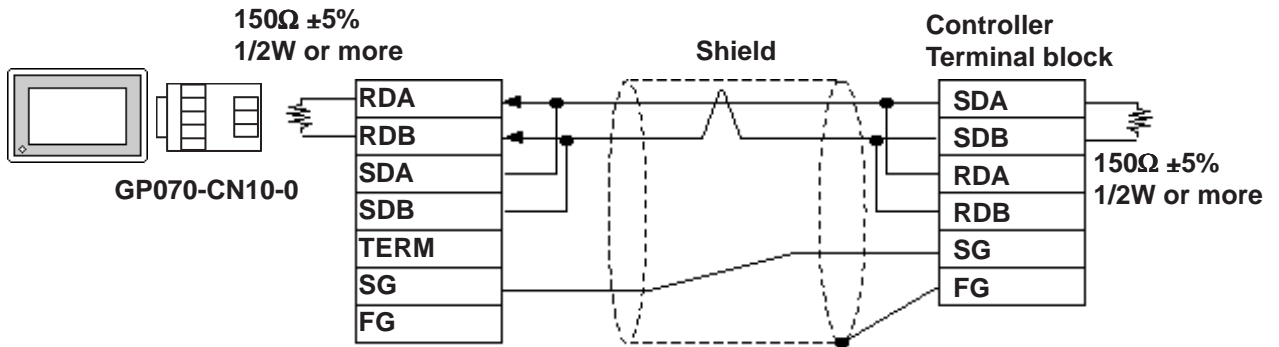 150Ω ±5%
1/2W or more
GP070-CN10-0
RDA
RDB
SDA
SDB
TERM
SG
FG
Shield
Controller
Terminal block
SDA
SDB
RDA
RDB
SG
FG
150Ω ±5%
1/2W or more